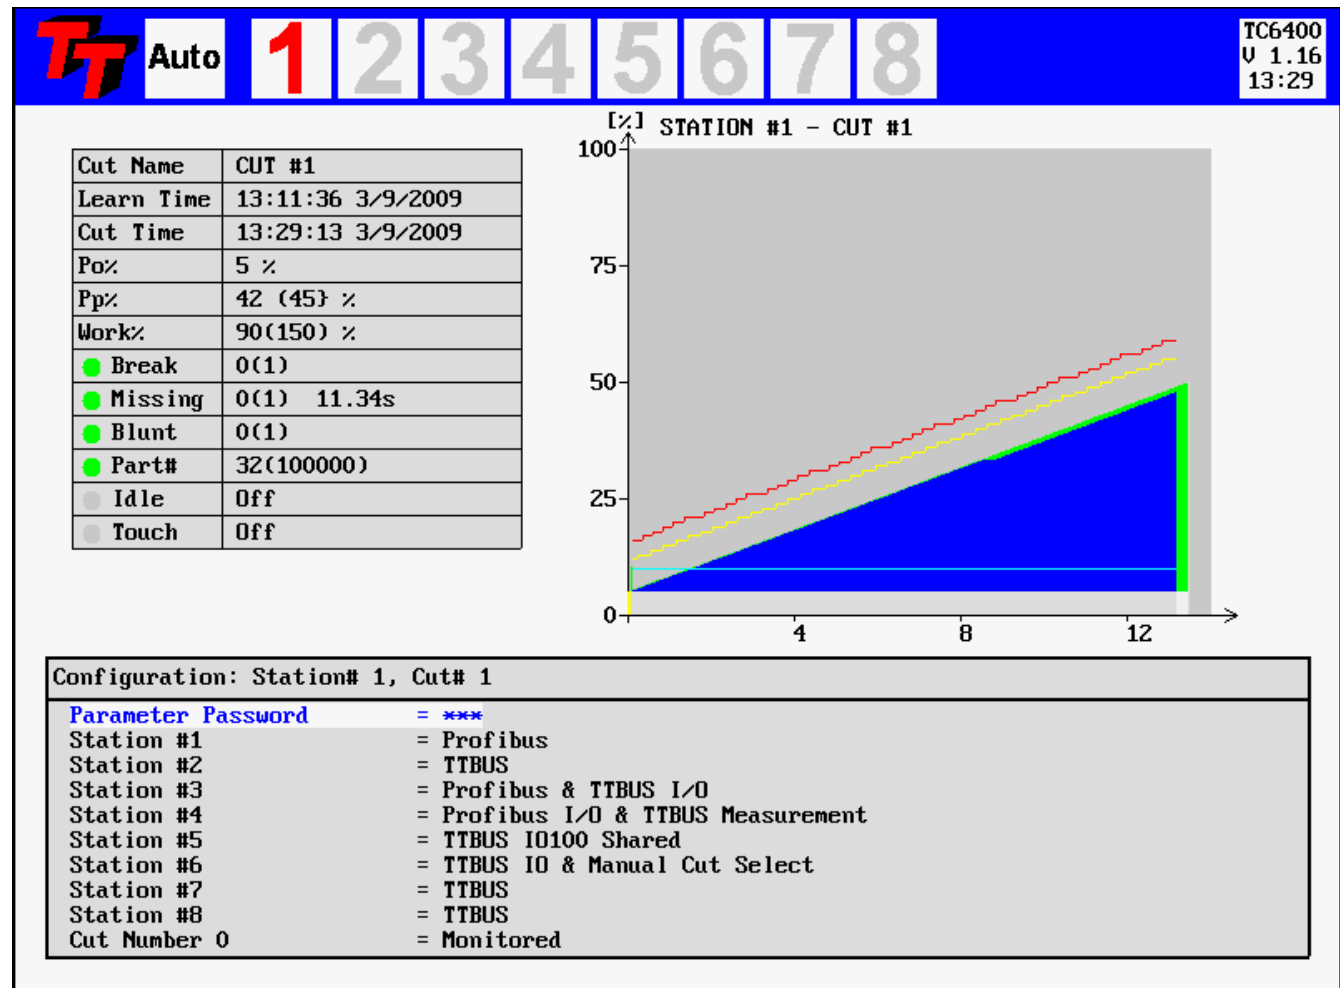 TT Auto 1 2 3 4 5 6 7 8
TC6400
V 1.16
13:29
Cut Name CUT #1
Learn Time 13:11:36 3/9/2009
Cut Time 13:29:13 3/9/2009
Po% 5 %
Pp% 42 (45} %
Work% 90(150) %
Break 0(1)
Missing 0(1) 11.34s
Blunt 0(1)
Part# 32(100000)
Idle Off
Touch Off
[%] STATION #1 - CUT #1
100
75
50
25
0
4 8 12
Configuration: Station# 1, Cut# 1
Parameter Password = ***
Station #1 = Profibus
Station #2 = TTBUS
Station #3 = Profibus & TTBUS I/O
Station #4 = Profibus I/O & TTBUS Measurement
Station #5 = TTBUS IO100 Shared
Station #6 = TTBUS IO & Manual Cut Select
Station #7 = TTBUS
Station #8 = TTBUS
Cut Number 0 = Monitored